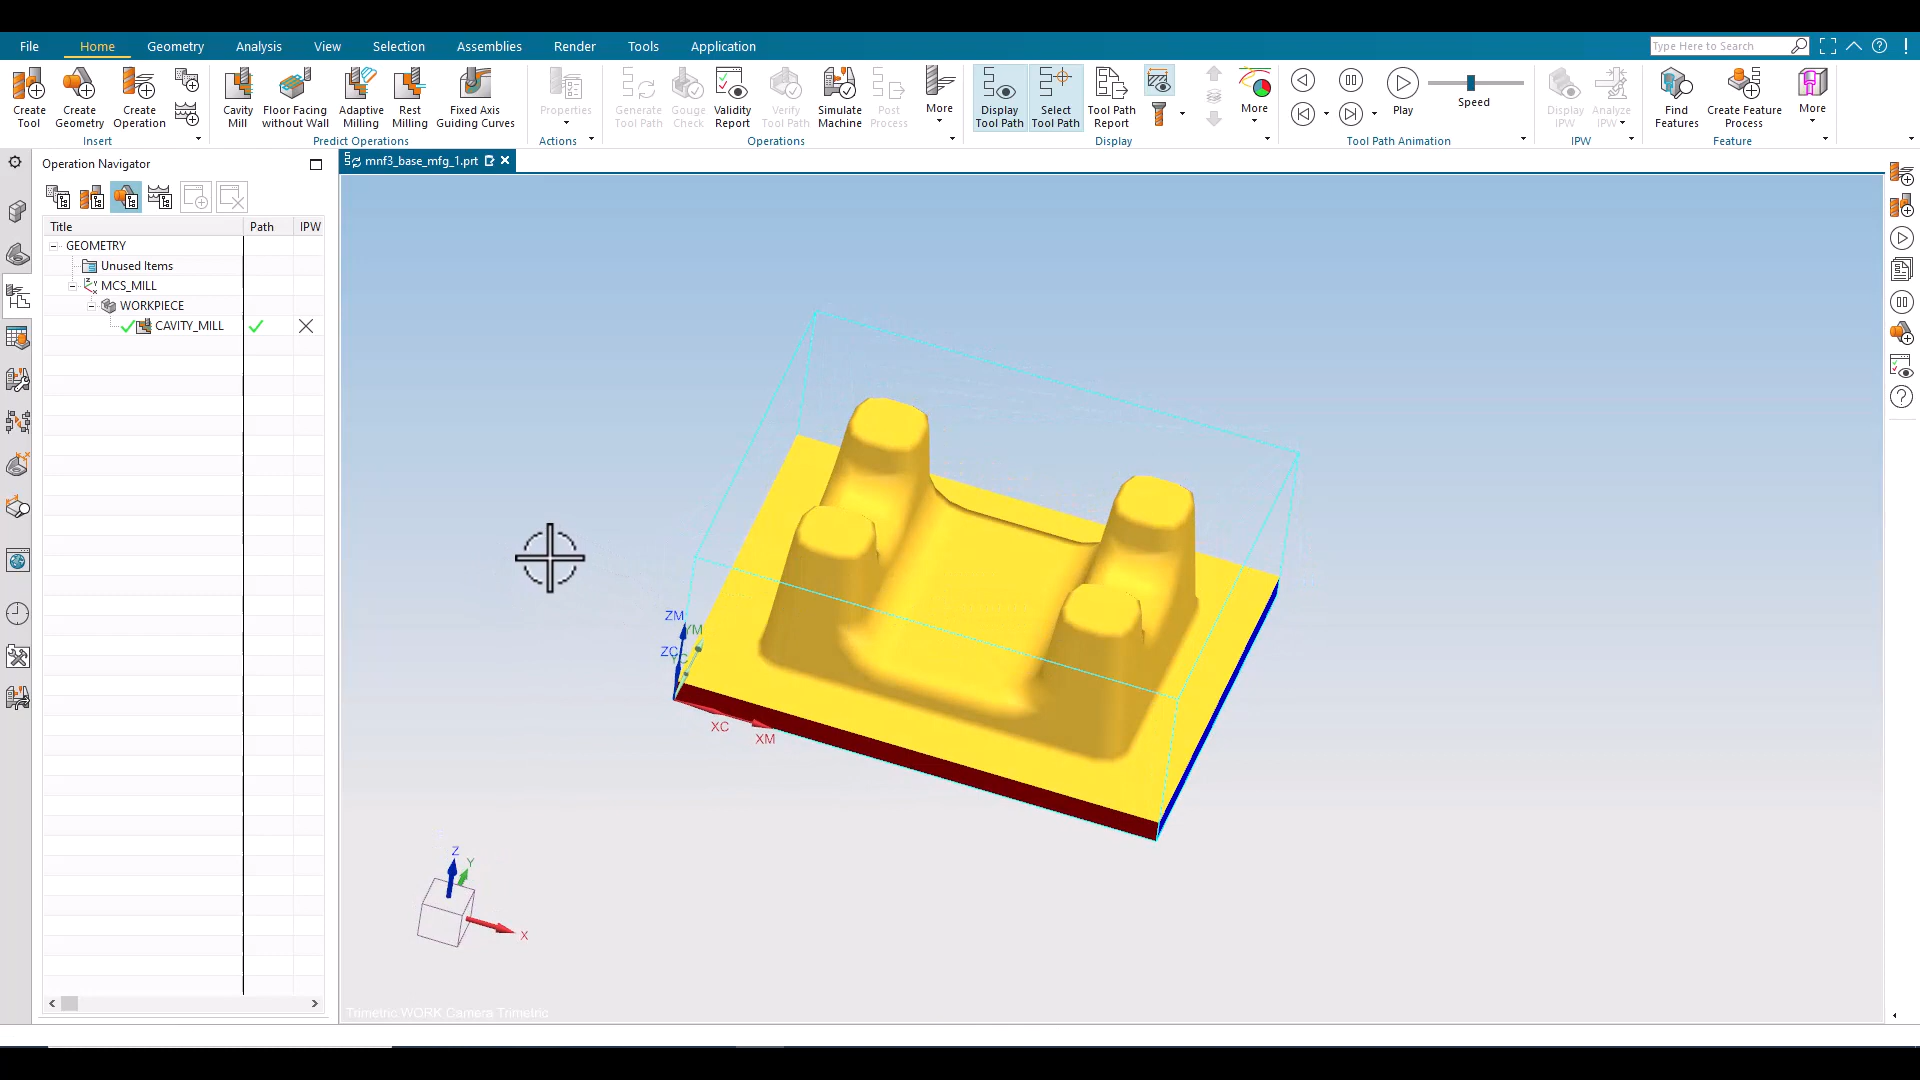 File Home Geometry Analysis View Selection Assemblies Render Tools Application Type Here to Search
Create Tool
Create Geometry
Create Operation
Insert
Cavity Mill
Floor Facing without Wall
Adaptive Milling
Rest Milling
Fixed Axis Guiding Curves
Predict Operations
Properties
Actions
Generate Tool Path
Gouge Check
Validity Report
Verify Tool Path
Simulate Machine
Post Process
More
Operations
Display Tool Path
Select Tool Path
Tool Path Report
More
Display
Play
Speed
Tool Path Animation
Display IPW
Analyze IPW
IPW
Find Features
Create Feature Process
More
Feature
Operation Navigator
mnf3_base_mfg_1.prt
Title Path IPW
GEOMETRY
Unused Items
MCS_MILL
WORKPIECE
CAVITY_MILL
ZM
YM
ZC
YC
XC
XM
Z
Y
X
Trimetric WORK Camera Trimetric